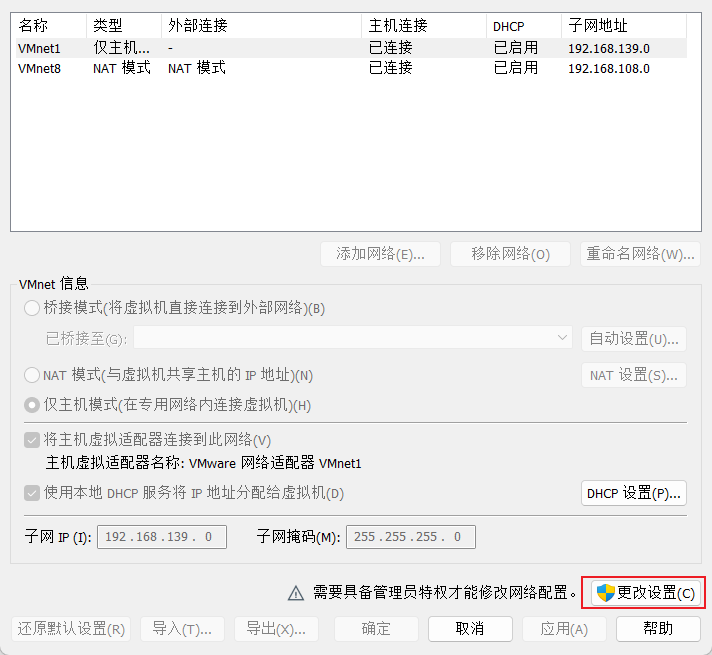 名称 类型 外部连接 主机连接 DHCP 子网地址
VMnet1 仅主机... - 已连接 已启用 192.168.139.0
VMnet8 NAT 模式 NAT 模式 已连接 已启用 192.168.108.0
添加网络(E)... 移除网络(O) 重命名网络(W)...
VMnet 信息
桥接模式(将虚拟机直接连接到外部网络)(B)
已桥接至(G): 自动设置(U)...
NAT 模式(与虚拟机共享主机的 IP 地址)(N) NAT 设置(S)...
仅主机模式(在专用网络内连接虚拟机)(H)
将主机虚拟适配器连接到此网络(V)
主机虚拟适配器名称: VMware 网络适配器 VMnet1
使用本地 DHCP 服务将 IP 地址分配给虚拟机(D) DHCP 设置(P)...
子网 IP (I): 192.168.139. 0 子网掩码(M): 255.255.255. 0
需要具备管理员特权才能修改网络配置。 更改设置(C)
还原默认设置(R) 导入(T)... 导出(X)... 确定 取消 应用(A) 帮助